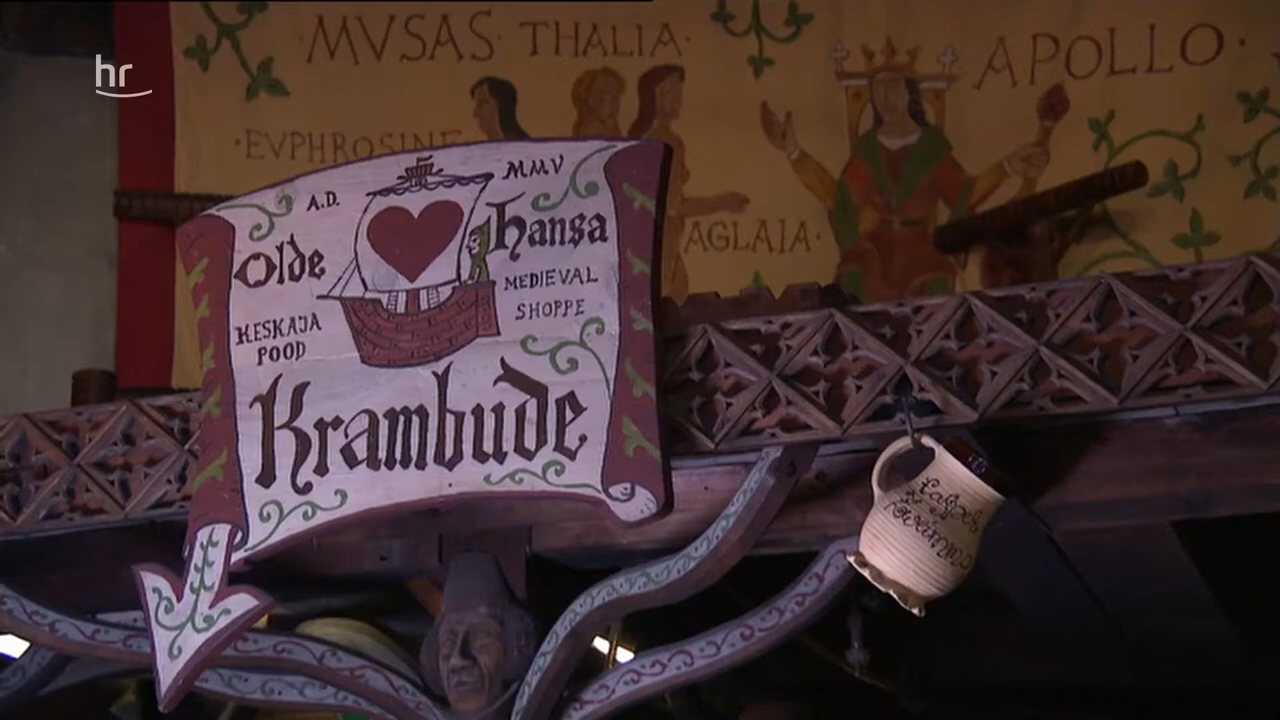 hr
MVSAS THALIA
APOLLO
EVPHROSINE
AGLAIA
A.D. MMV
Olde Hansa
KESKAJA
POOD
MEDIEVAL
SHOPPE
Krambude